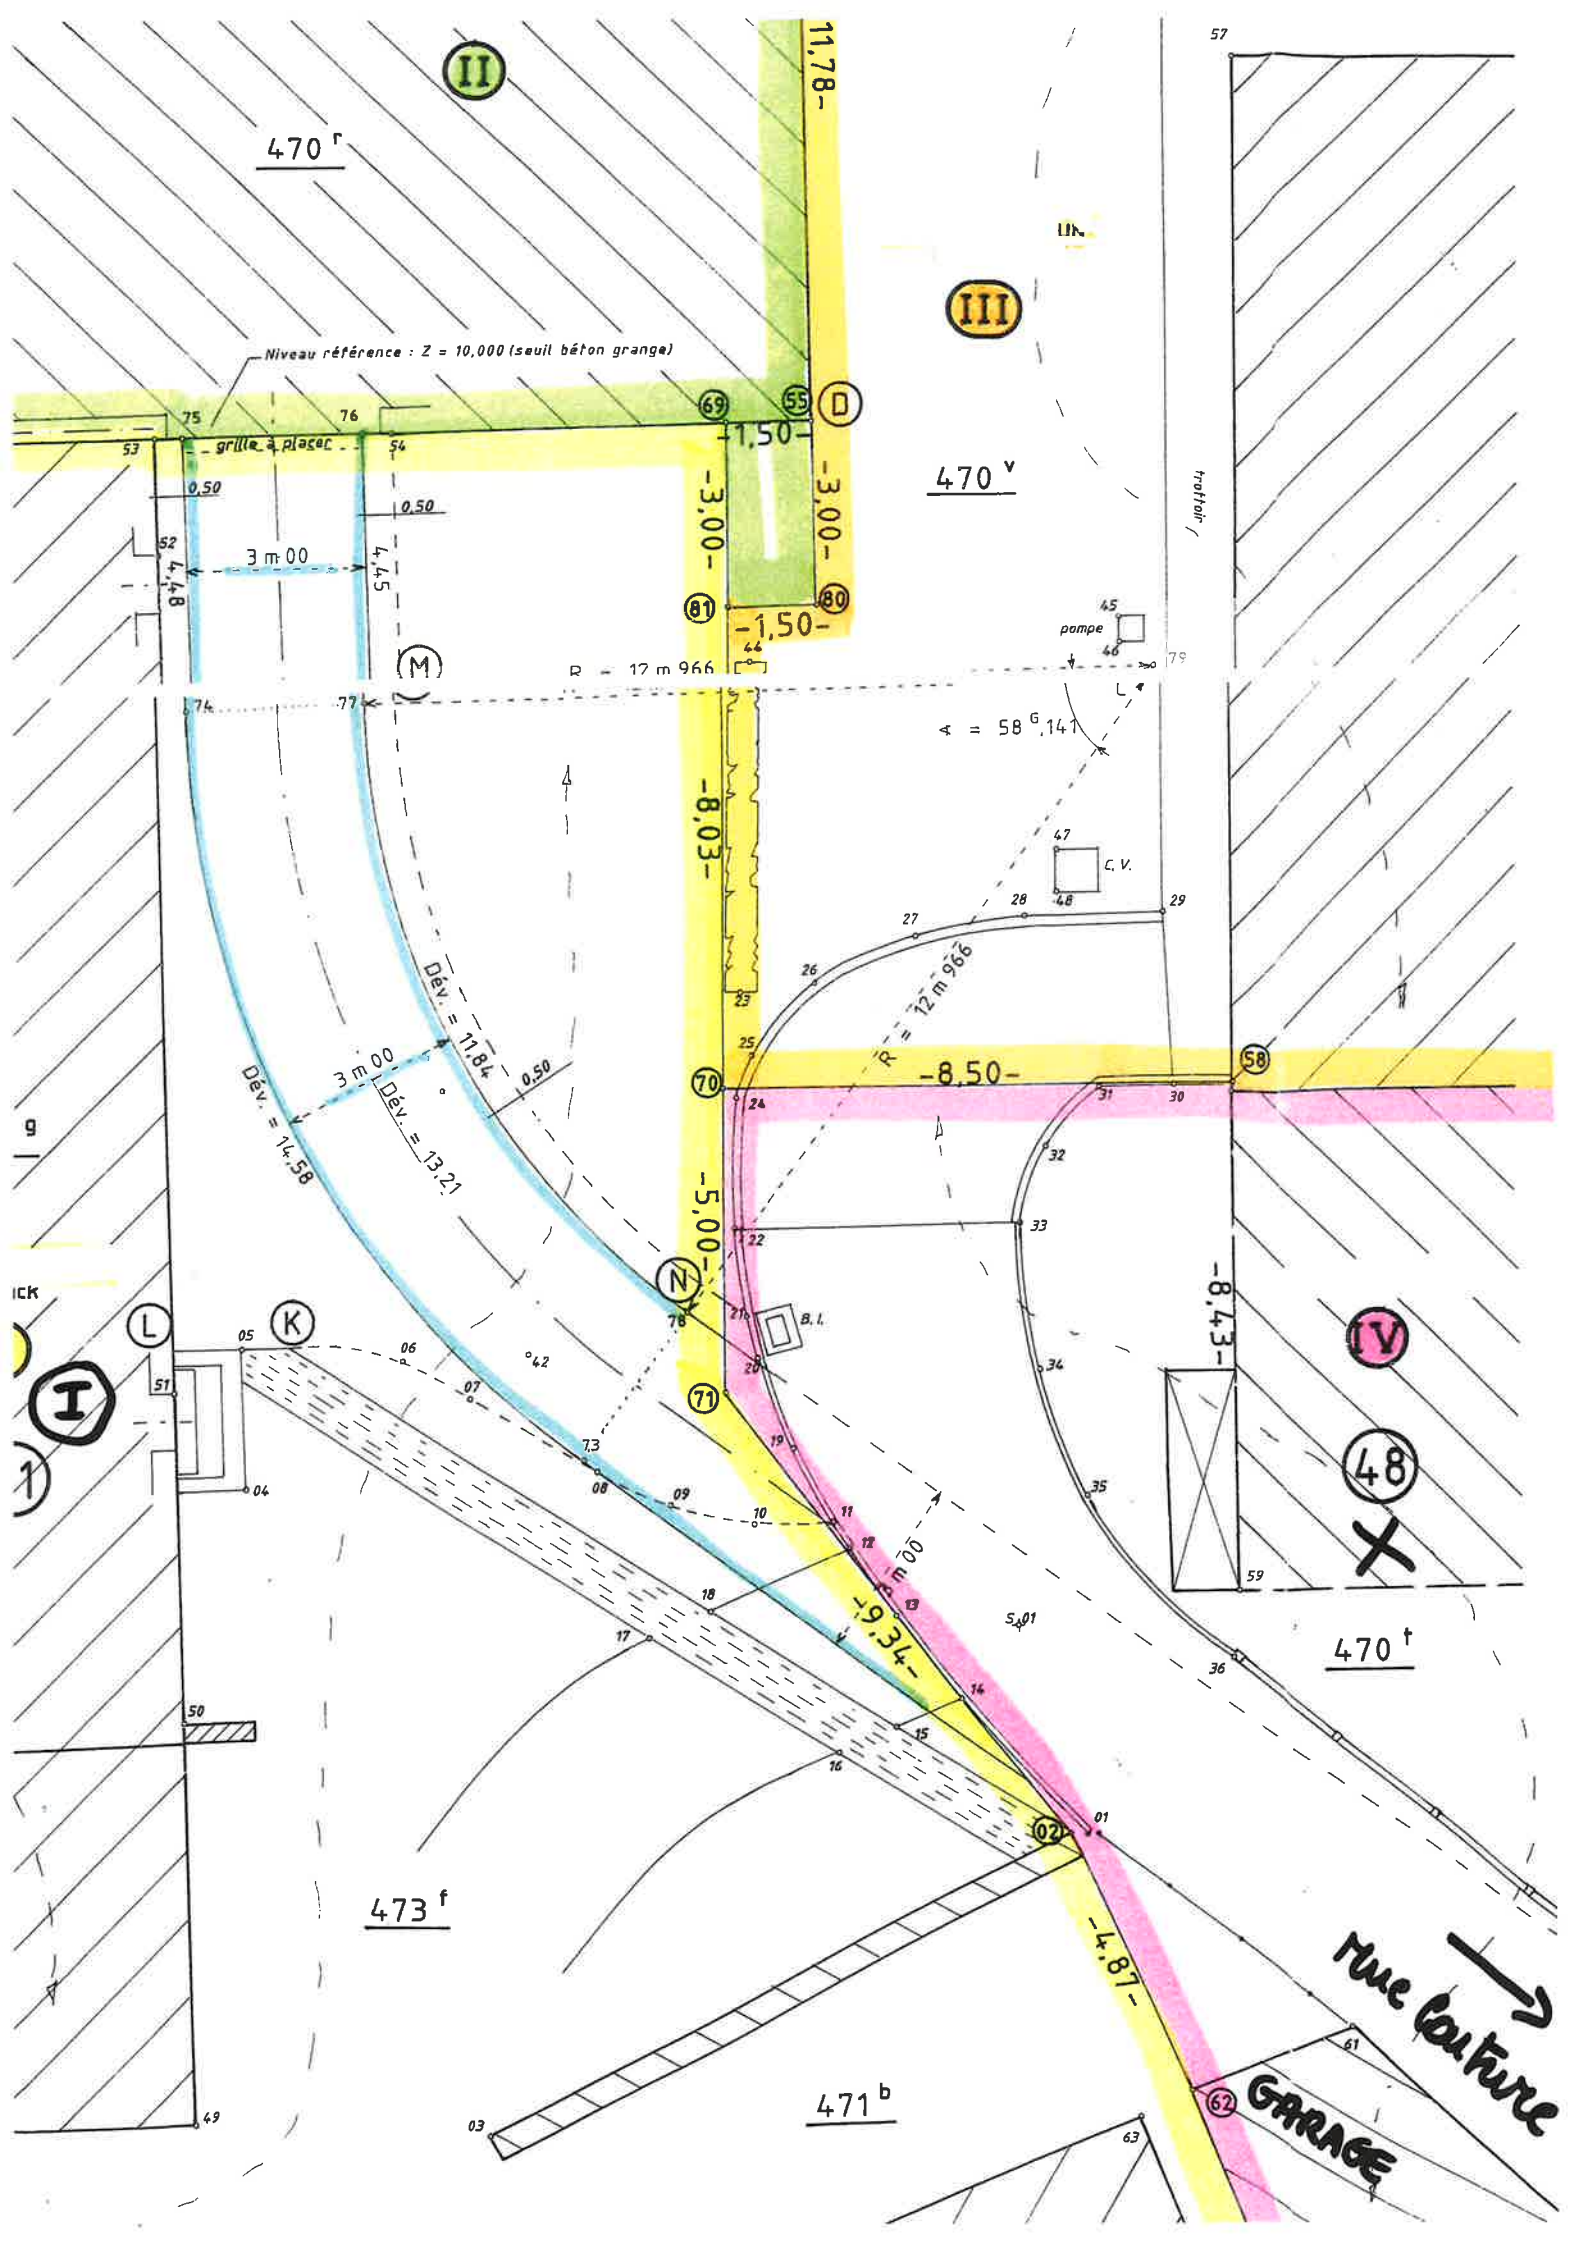 II
11,78-
57
470 r
III
Niveau référence : Z = 10,000 (seuil béton grange)
75
76
69
55
D
53
grille à placer
54
-1,50-
470 v
trottoir
0,50
0,50
-3,00-
-3,00-
52
3 m 00
4,48
4,45
81
80
-1,50-
45
pompe
46
44
M
R = 12 m 966
79
74
77
A = 58 G,141
-8,03-
47
C.V.
48
28
29
27
26
23
R = 12 m 966
Dév. = 11,84
25
58
3 m 00
0,50
70
-8,50-
24
31
30
Dév. = 14,58
Dév. = 13,21
g
32
-5,00-
33
22
N
-8,43-
78
21
B.I.
L
05
K
06
42
20
IV
34
I
51
07
71
73
19
48
1
04
08
09
35
10
11
12
3 m 00
X
18
13
59
S 01
17
-9,34-
470 t
36
14
50
15
16
02
01
473 f
-4,87-
Rue Couture
61
471 b
62
GARAGE
49
03
63